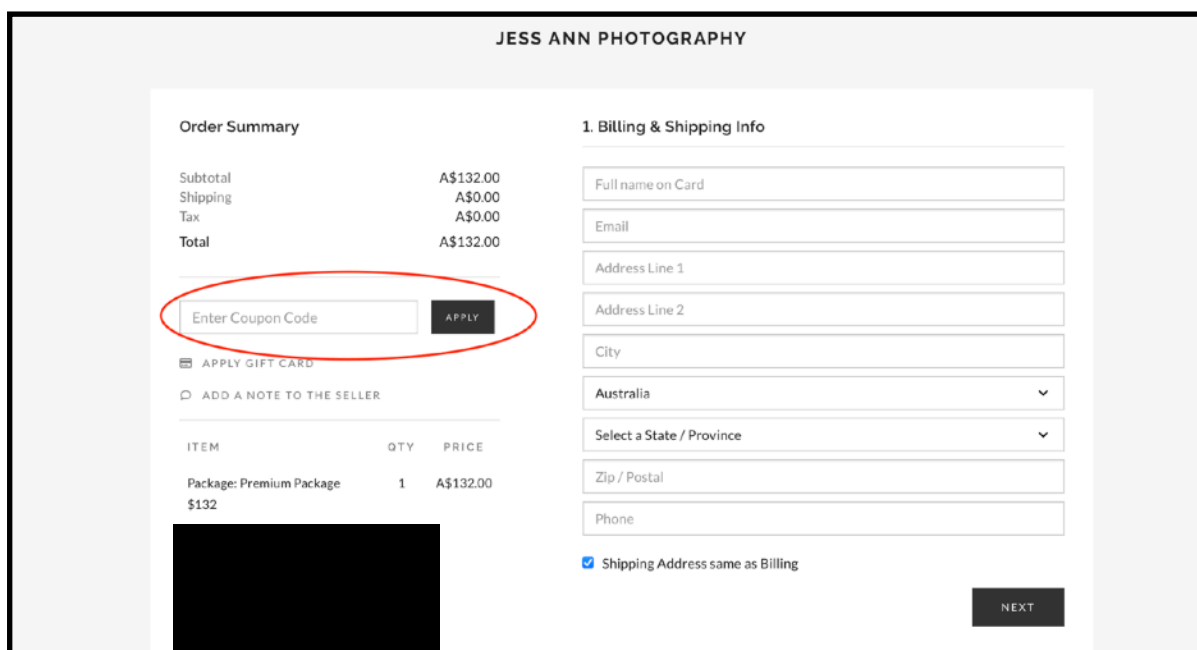 JESS ANN PHOTOGRAPHY
Order Summary
Subtotal A$132.00
Shipping A$0.00
Tax A$0.00
Total A$132.00
Enter Coupon Code APPLY
APPLY GIFT CARD
ADD A NOTE TO THE SELLER
ITEM QTY PRICE
Package: Premium Package 1 A$132.00
$132
1. Billing & Shipping Info
Full name on Card
Email
Address Line 1
Address Line 2
City
Australia
Select a State / Province
Zip / Postal
Phone
Shipping Address same as Billing
NEXT